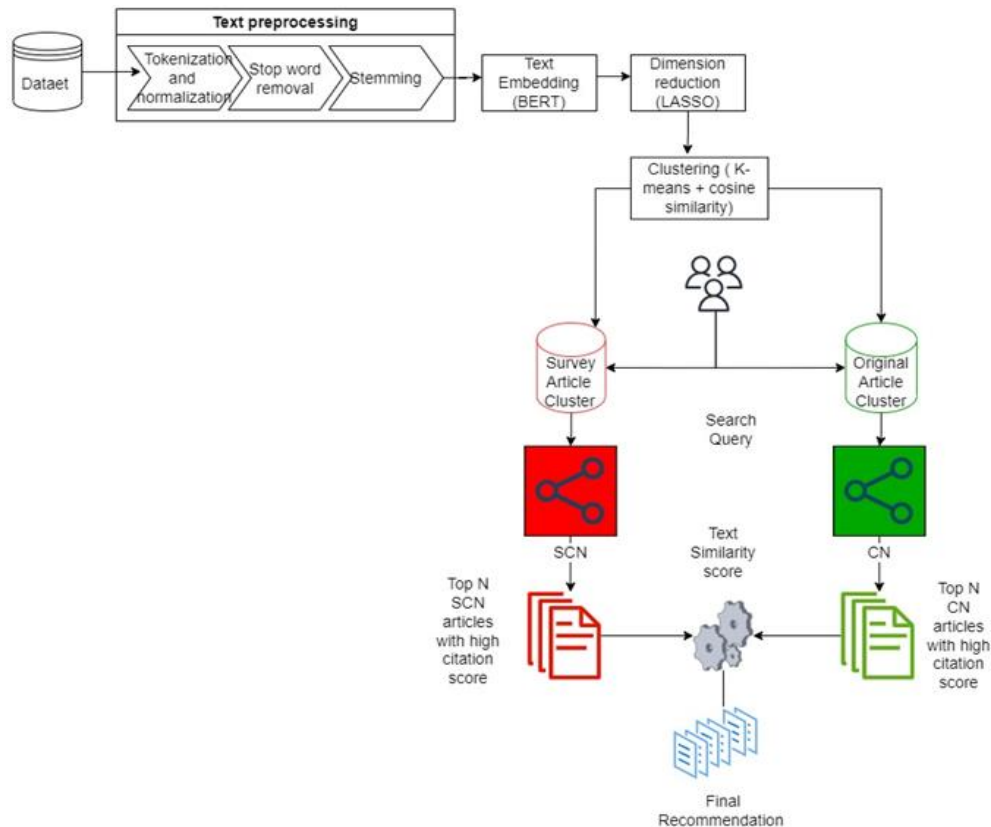 Text preprocessing
Dataet
Tokenization
and
normalization
Stop word
removal
Stemming
Text
Embedding
(BERT)
Dimension
reduction
(LASSO)
Clustering ( K-
means + cosine
similarity)
Survey
Article
Cluster
Original
Article
Cluster
Search
Query
SCN
CN
Text
Similarity
score
Top N
SCN
articles
with high
citation
score
Top N
CN
articles
with high
citation
score
Final
Recommendation